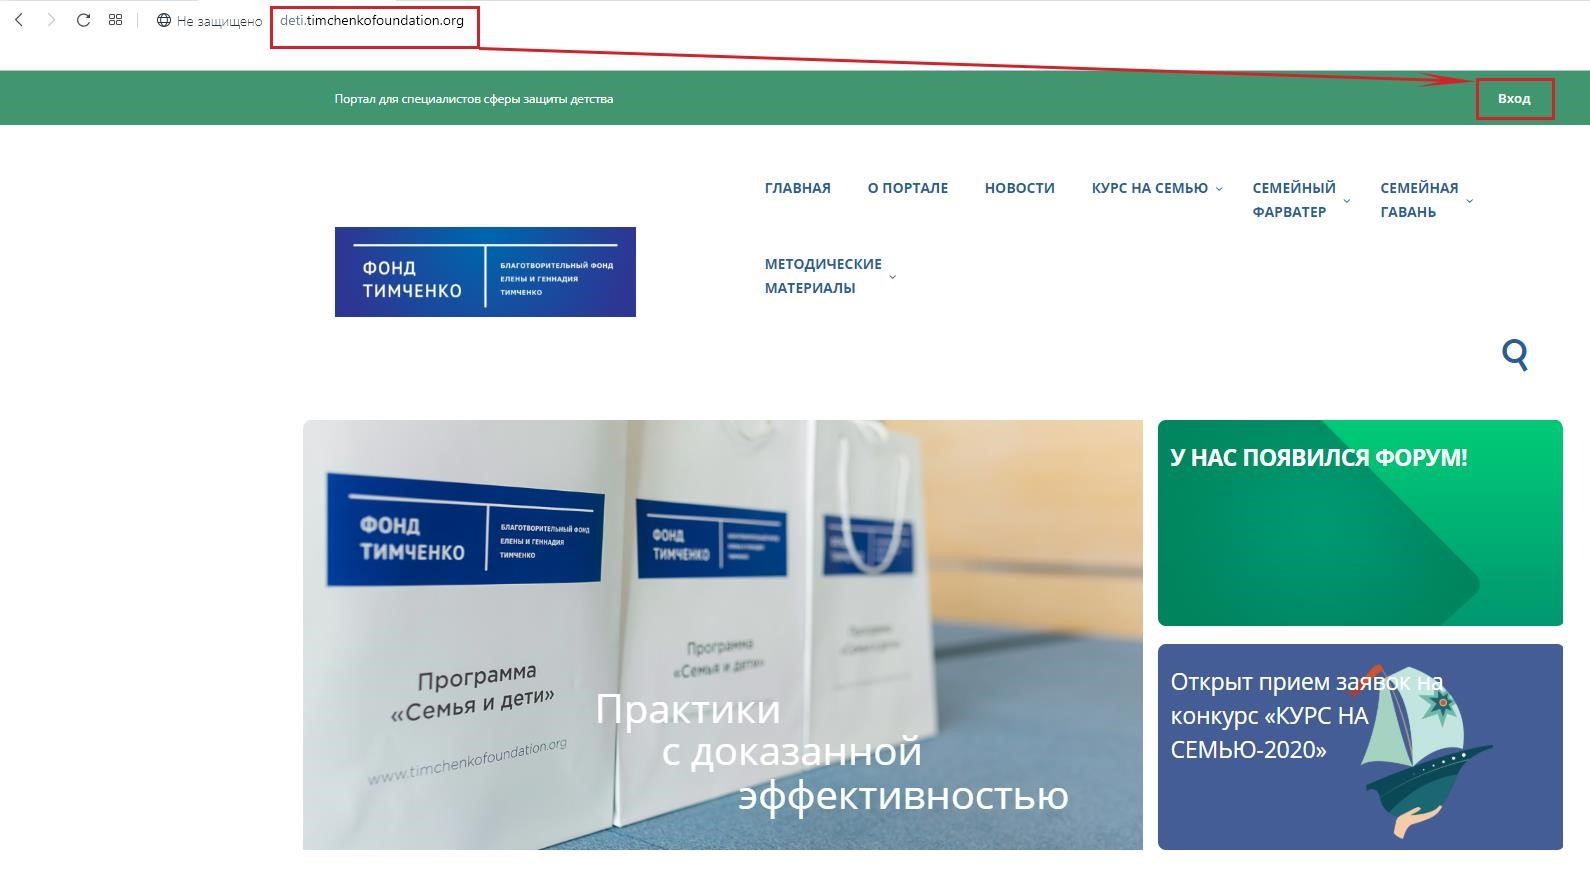 Не защищено deti.timchenkofoundation.org
Портал для специалистов сферы защиты детства
Вход
ГЛАВНАЯ
О ПОРТАЛЕ
НОВОСТИ
КУРС НА СЕМЬЮ
СЕМЕЙНЫЙ
ФАРВАТЕР
СЕМЕЙНАЯ
ГАВАНЬ
МЕТОДИЧЕСКИЕ
МАТЕРИАЛЫ
ФОНД
ТИМЧЕНКО
БЛАГОТВОРИТЕЛЬНЫЙ ФОНД
ЕЛЕНЫ И ГЕННАДИЯ
ТИМЧЕНКО
ФОНД
ТИМЧЕНКО
БЛАГОТВОРИТЕЛЬНЫЙ ФОНД
ЕЛЕНЫ И ГЕННАДИЯ
ТИМЧЕНКО
Программа
«Семья и дети»
www.timchenkofoundation.org
ФОНД
ТИМЧЕНКО
Программа
«Семья и дети»
Практики
с доказанной
эффективностью
У НАС ПОЯВИЛСЯ ФОРУМ!
Открыт прием заявок на
конкурс «КУРС НА
СЕМЬЮ-2020»